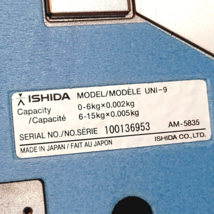 ISHIDA MODEL/MODÈLE UNI-9
Capacity 0-6kg×0.002kg
/Capacité 6-15kg×0.005kg
AM-5835
SERIAL NO./NO.SÉRIE 100136953
ISHIDA CO.,LTD.
MADE IN JAPAN / FAIT AU JAPON